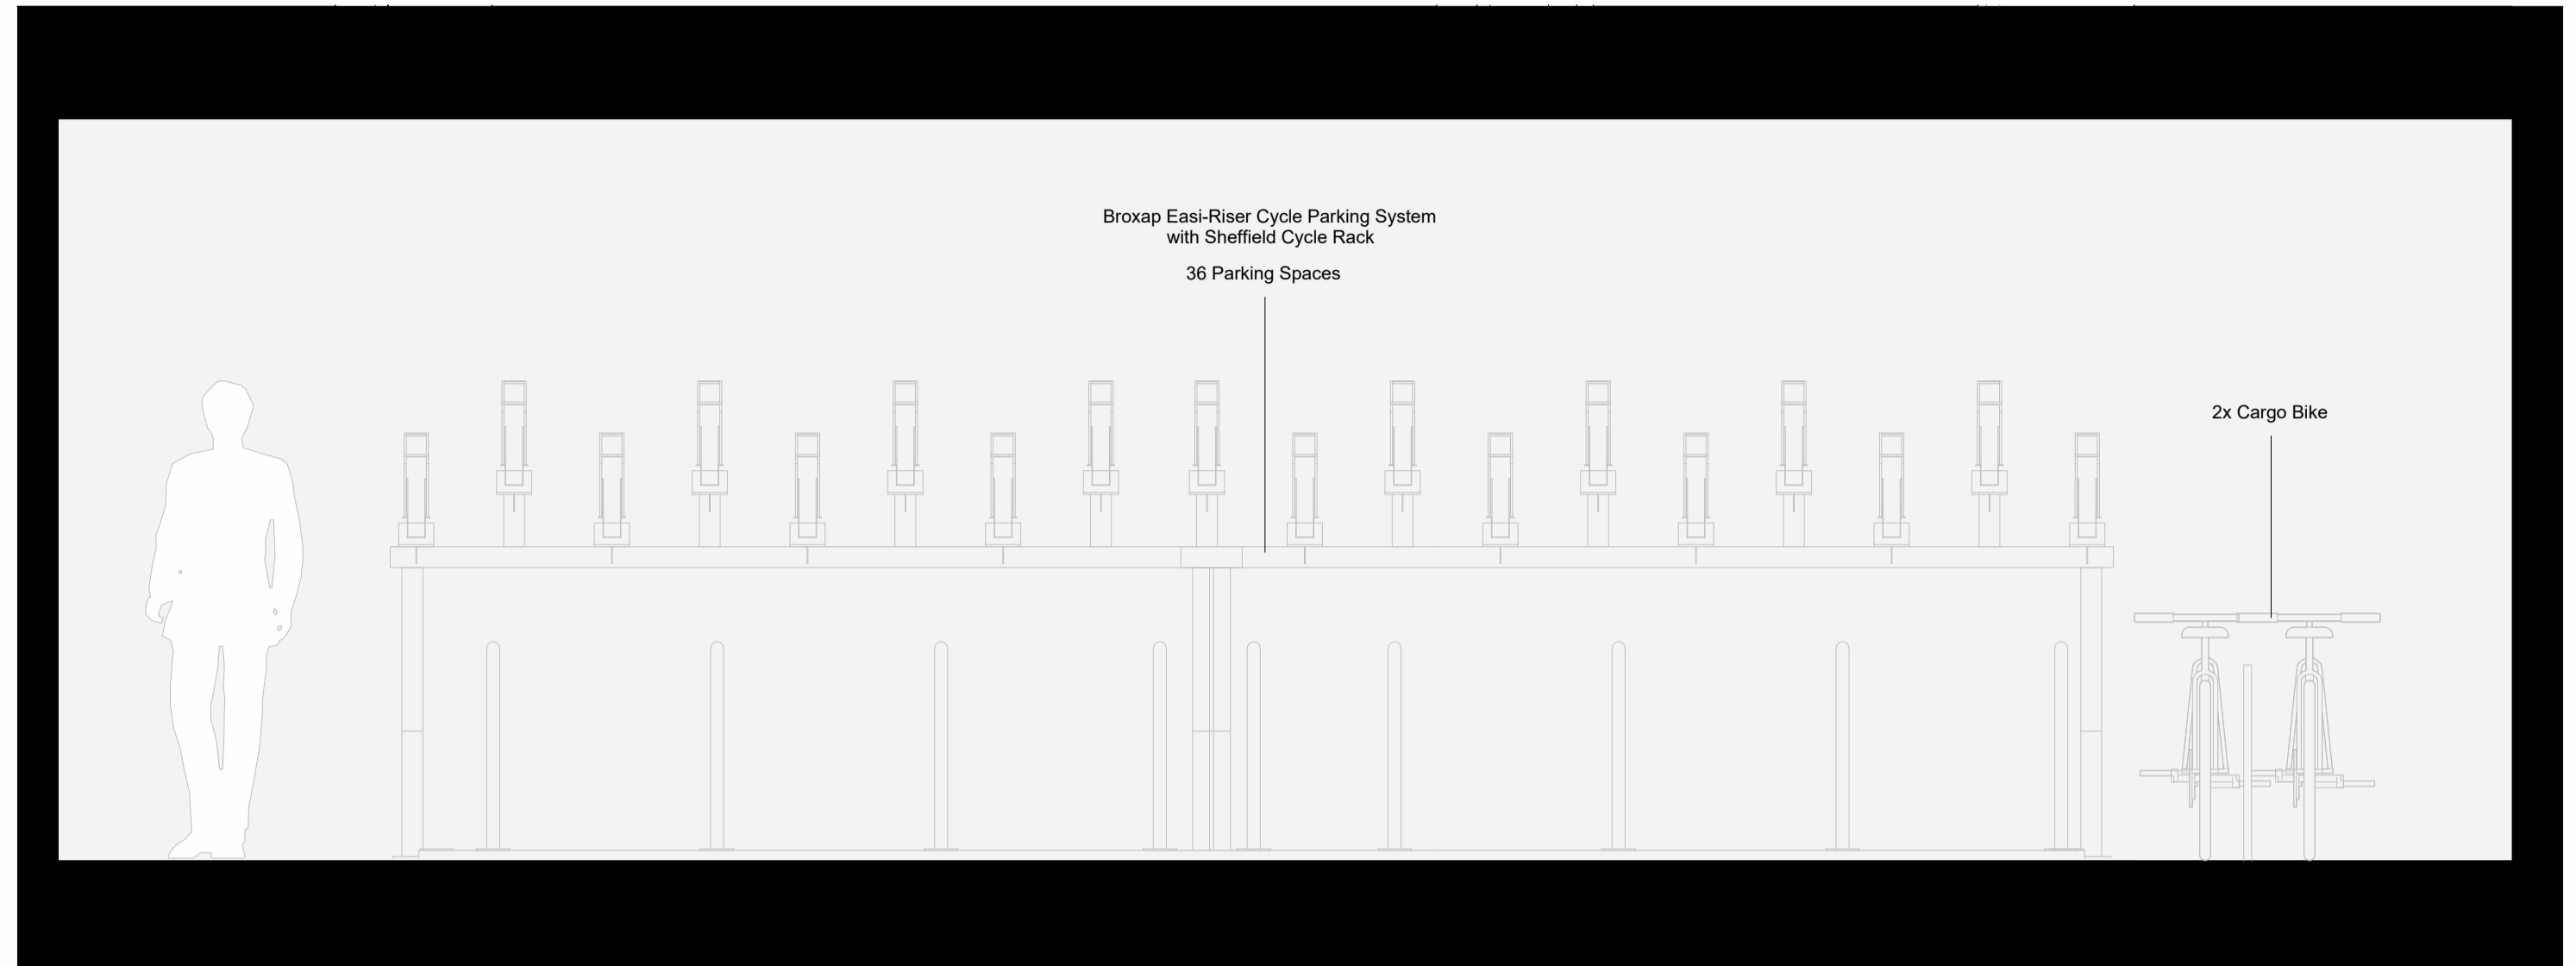 Broxap Easi-Riser Cycle Parking System
with Sheffield Cycle Rack
36 Parking Spaces
2x Cargo Bike